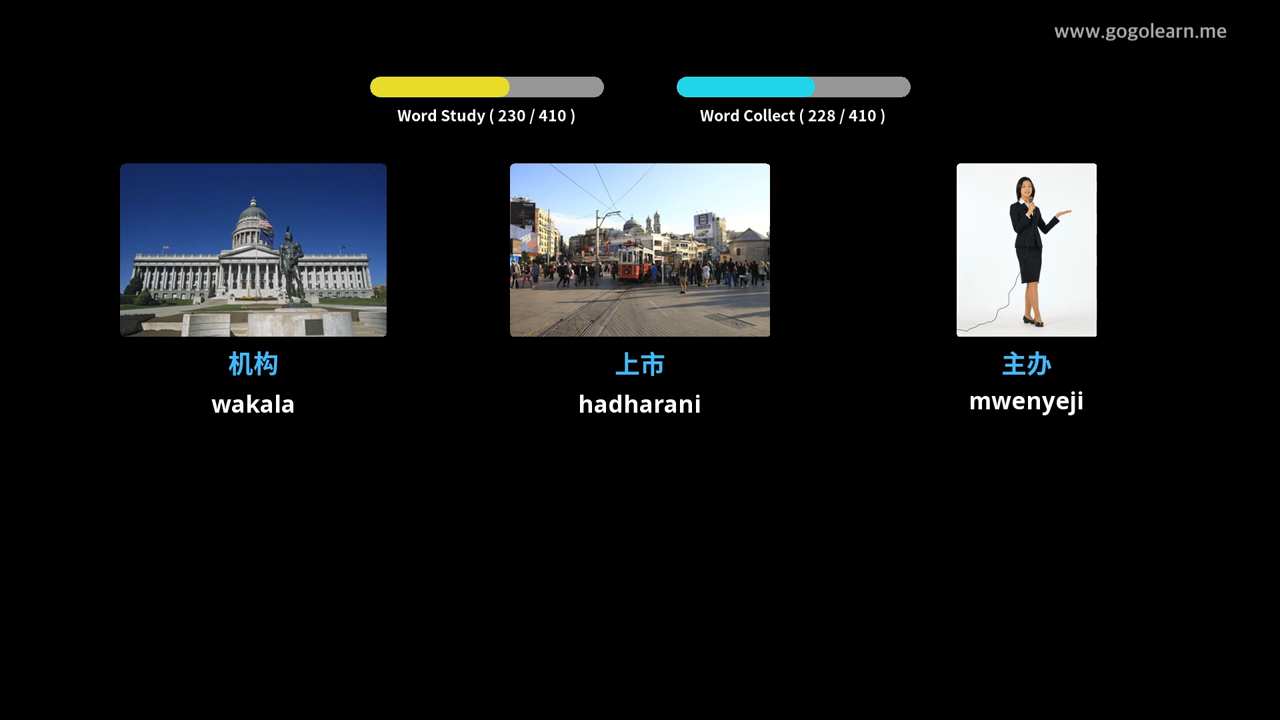 www.gogolearn.me
Word Study ( 230 / 410 )
Word Collect ( 228 / 410 )
机构
wakala
上市
hadharani
主办
mwenyeji